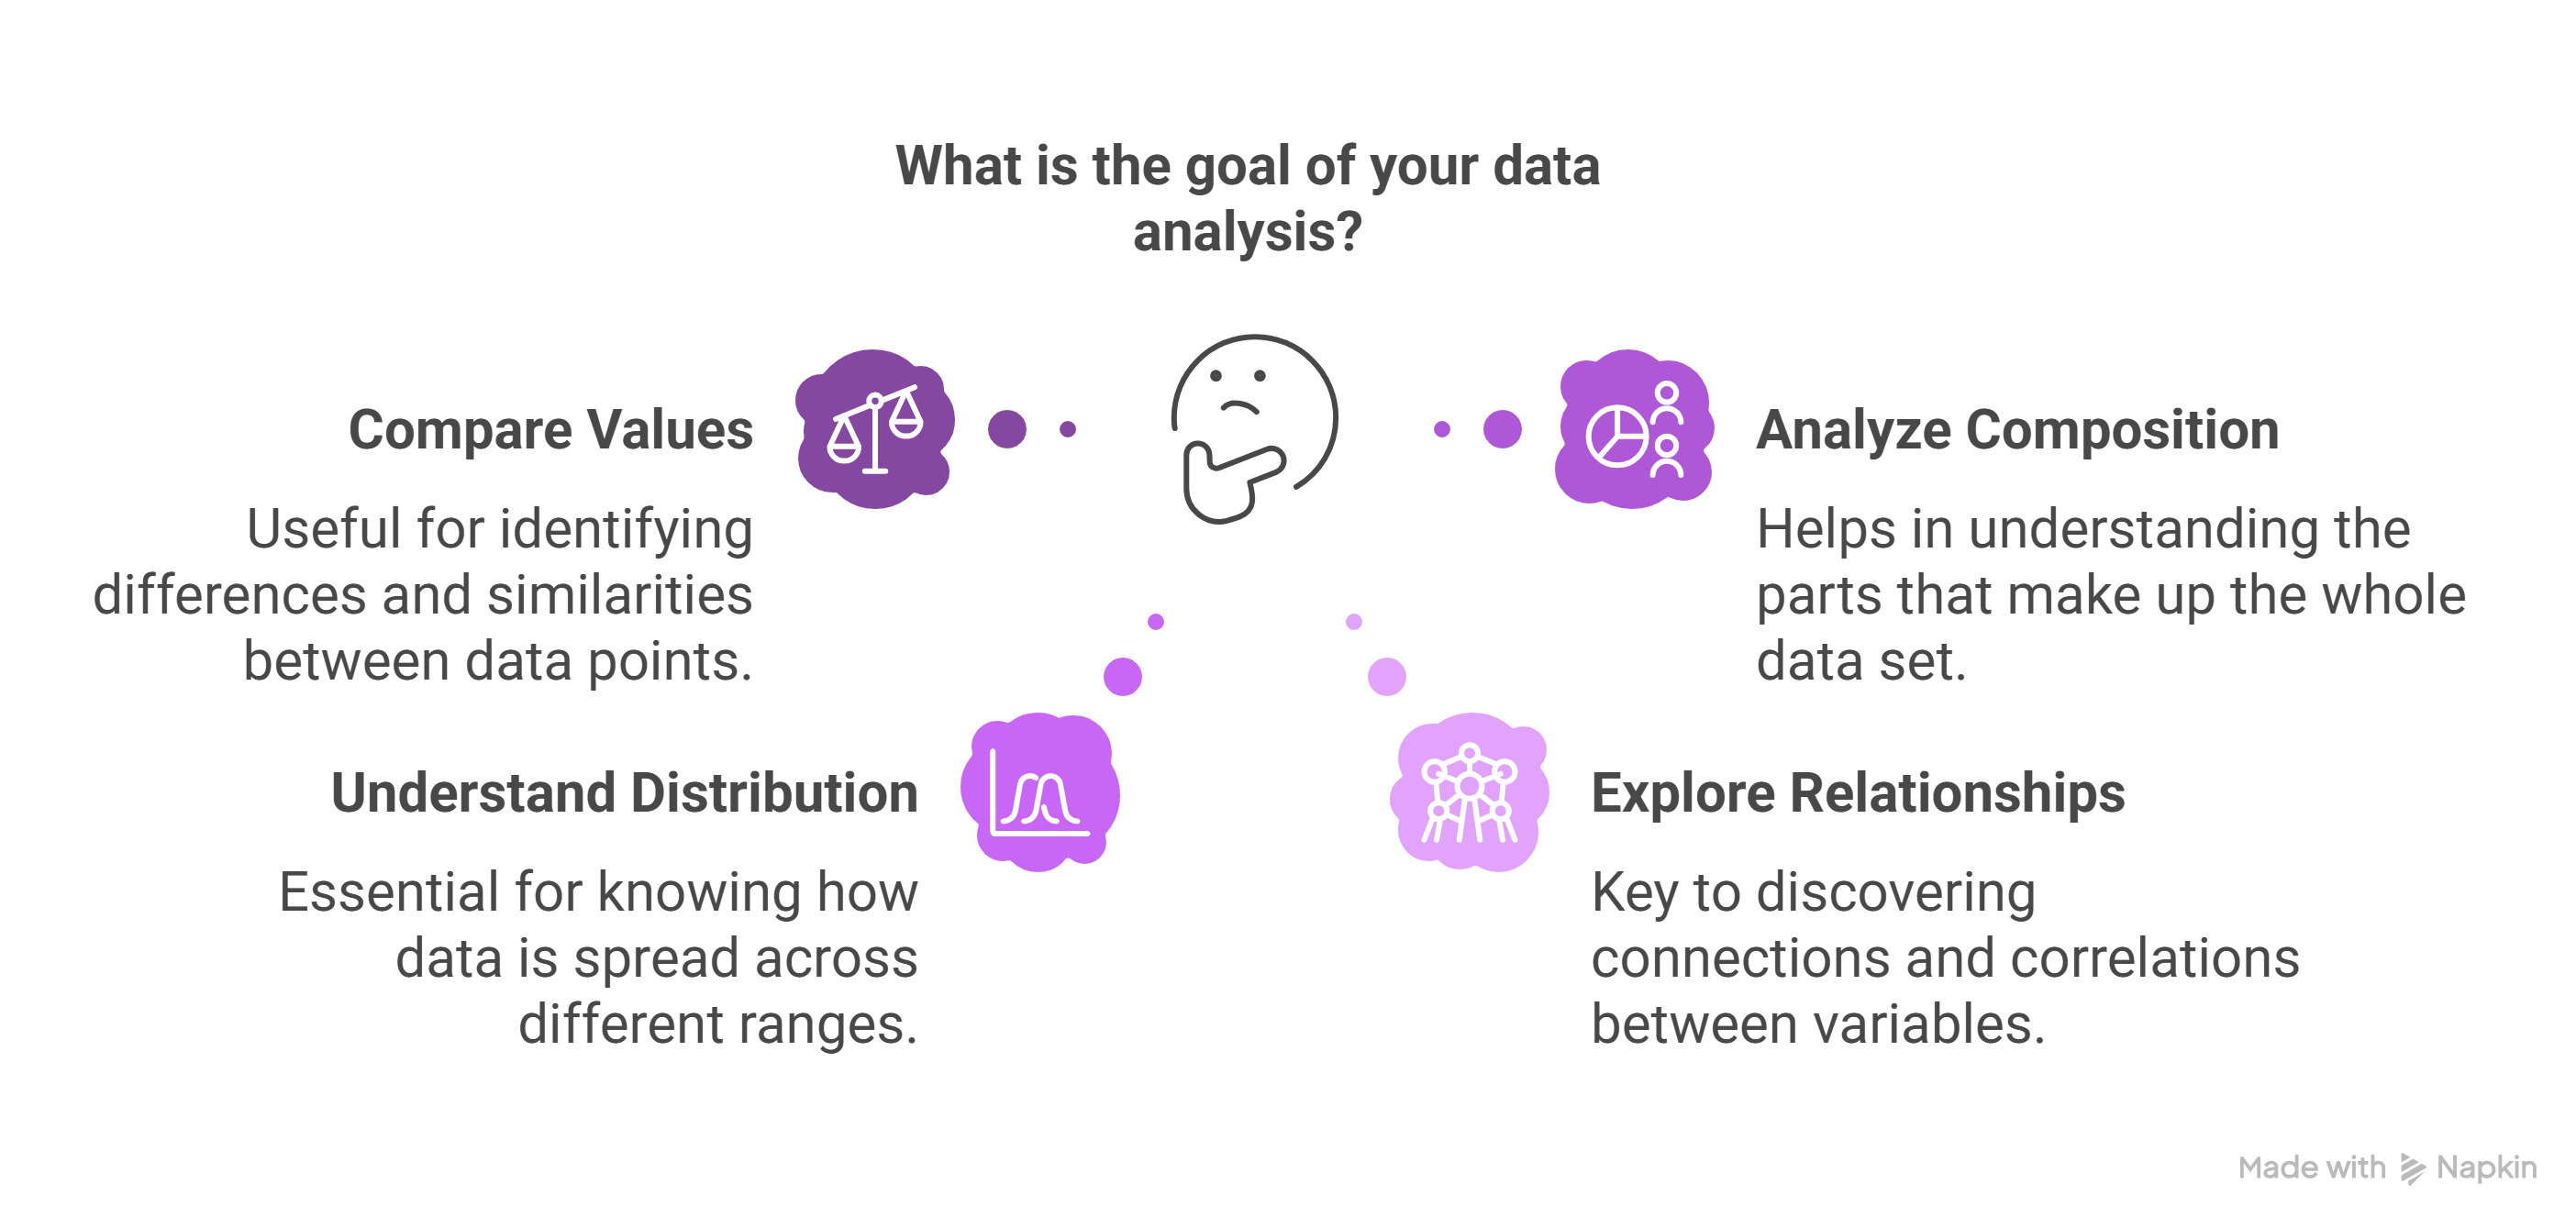 What is the goal of your data
analysis?
Compare Values
Useful for identifying
differences and similarities
between data points.
Analyze Composition
Helps in understanding the
parts that make up the whole
data set.
Understand Distribution
Essential for knowing how
data is spread across
different ranges.
Explore Relationships
Key to discovering
connections and correlations
between variables.
Made with Napkin